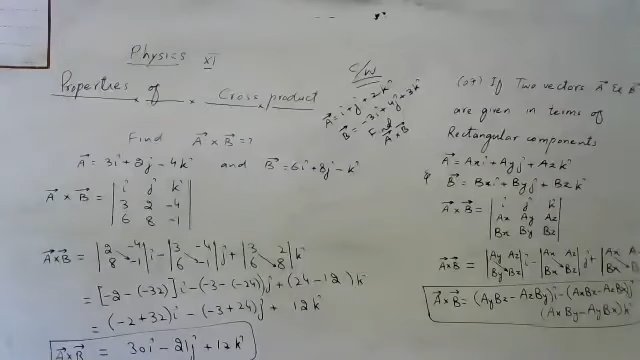 Physics XI
Properties of Cross product
Find A⃗ × B⃗ = ?
A⃗ = 3i + 2j - 4k̂ and B⃗ = 6i + 8j - k̂
A⃗ × B⃗ = | i j k̂ |
| 3 2 -4 |
| 6 8 -1 |
A⃗×B⃗ = | 2 -4 | i - | 3 -4 | j + | 3 2 | k̂
| 8 -1 | | 6 -1 | | 6 8 |
= [-2 - (-32)]i - (-3 - (-24))j + (24 - 12)k̂
= (-2 + 32)i - (-3 + 24)j + 12k̂
A⃗×B⃗ = 30i - 21j + 12k̂
C/W
A⃗ = i + j + 2k̂
B⃗ = -3i + 4j + 3k̂
Find
A⃗ × B⃗
If Two vectors A⃗ & B⃗
are given in terms of
Rectangular components
A⃗ = Axi + Ayj + Azk̂
& B⃗ = Bxi + Byj + Bzk̂
A⃗ × B⃗ = | i j k̂ |
| Ax Ay Az |
| Bx By Bz |
A⃗×B⃗ = | Ay Az | i - | Ax Az | j + | Ax A
| By Bz | | Bx Bz | | Bx
A⃗×B⃗ = (AyBz - AzBy)i - (AxBz - AzBx)j
(AxBy - AyBx)k̂